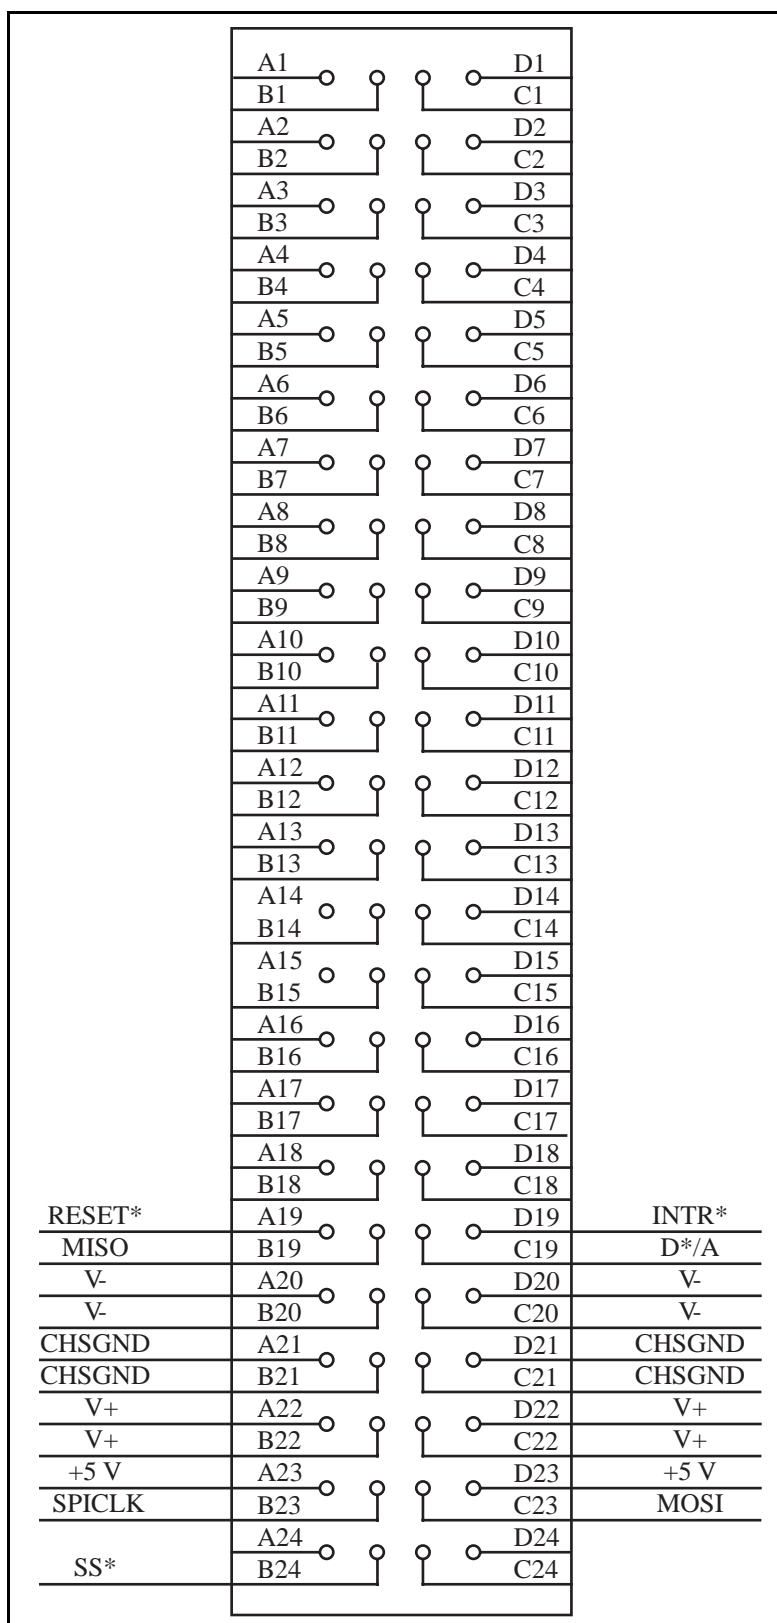 A1 D1
B1 C1
A2 D2
B2 C2
A3 D3
B3 C3
A4 D4
B4 C4
A5 D5
B5 C5
A6 D6
B6 C6
A7 D7
B7 C7
A8 D8
B8 C8
A9 D9
B9 C9
A10 D10
B10 C10
A11 D11
B11 C11
A12 D12
B12 C12
A13 D13
B13 C13
A14 D14
B14 C14
A15 D15
B15 C15
A16 D16
B16 C16
A17 D17
B17 C17
A18 D18
B18 C18
RESET* A19 D19 INTR*
MISO B19 C19 D*/A
V- A20 D20 V-
V- B20 C20 V-
CHSGND A21 D21 CHSGND
CHSGND B21 C21 CHSGND
V+ A22 D22 V+
V+ B22 C22 V+
+5 V A23 D23 +5 V
SPICLK B23 C23 MOSI
A24 D24
SS* B24 C24